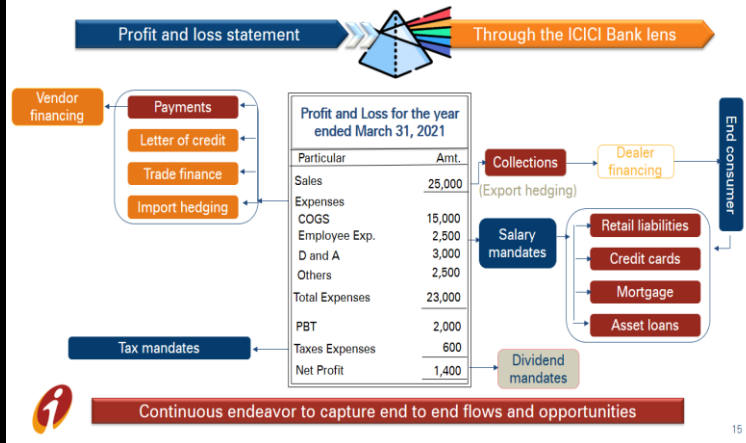 Profit and loss statement
Through the ICICI Bank lens
Vendor
financing
Payments
Letter of credit
Trade finance
Import hedging
Profit and Loss for the year
ended March 31, 2021
Particular Amt.
Sales 25,000
Expenses
COGS 15,000
Employee Exp. 2,500
D and A 3,000
Others 2,500
Total Expenses 23,000
PBT 2,000
Taxes Expenses 600
Net Profit 1,400
Collections
(Export hedging)
Dealer
financing
End consumer
Salary
mandates
Retail liabilities
Credit cards
Mortgage
Asset loans
Tax mandates
Dividend
mandates
Continuous endeavor to capture end to end flows and opportunities
15